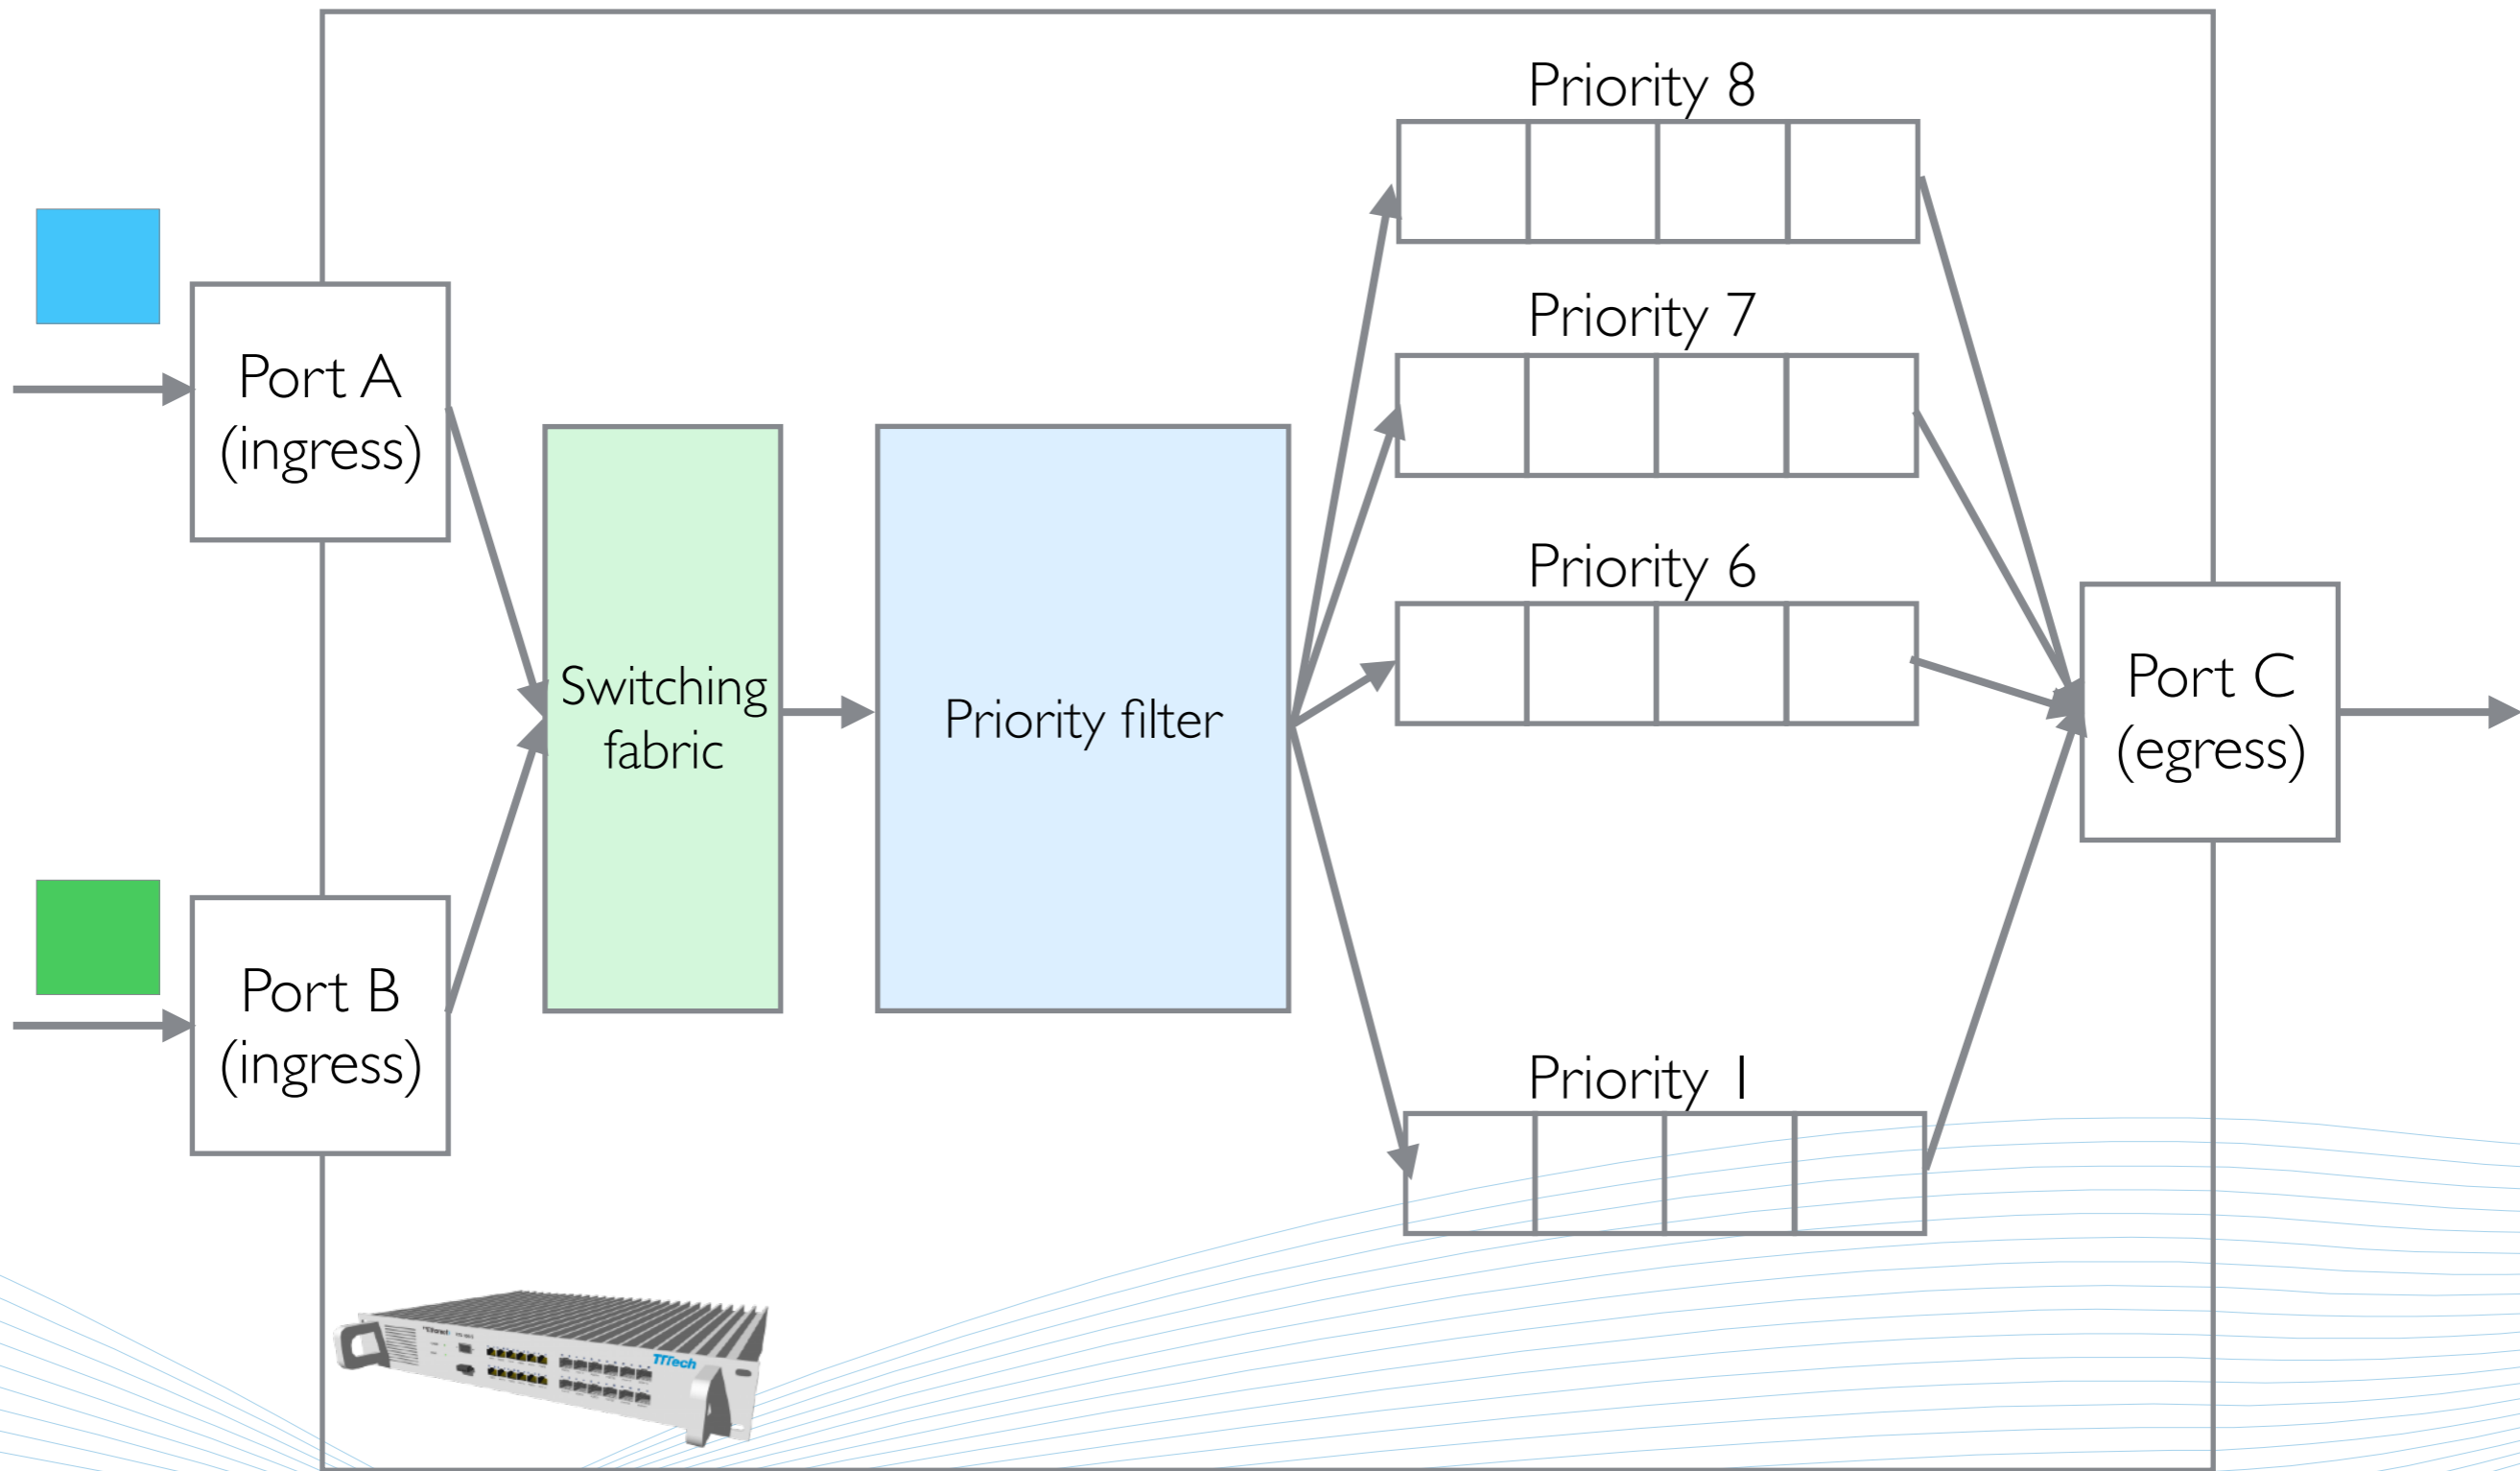 Priority 8
Priority 7
Port A
(ingress)
Priority 6
Switching
fabric
Priority filter
Port C
(egress)
Port B
(ingress)
Priority 1
TTTech